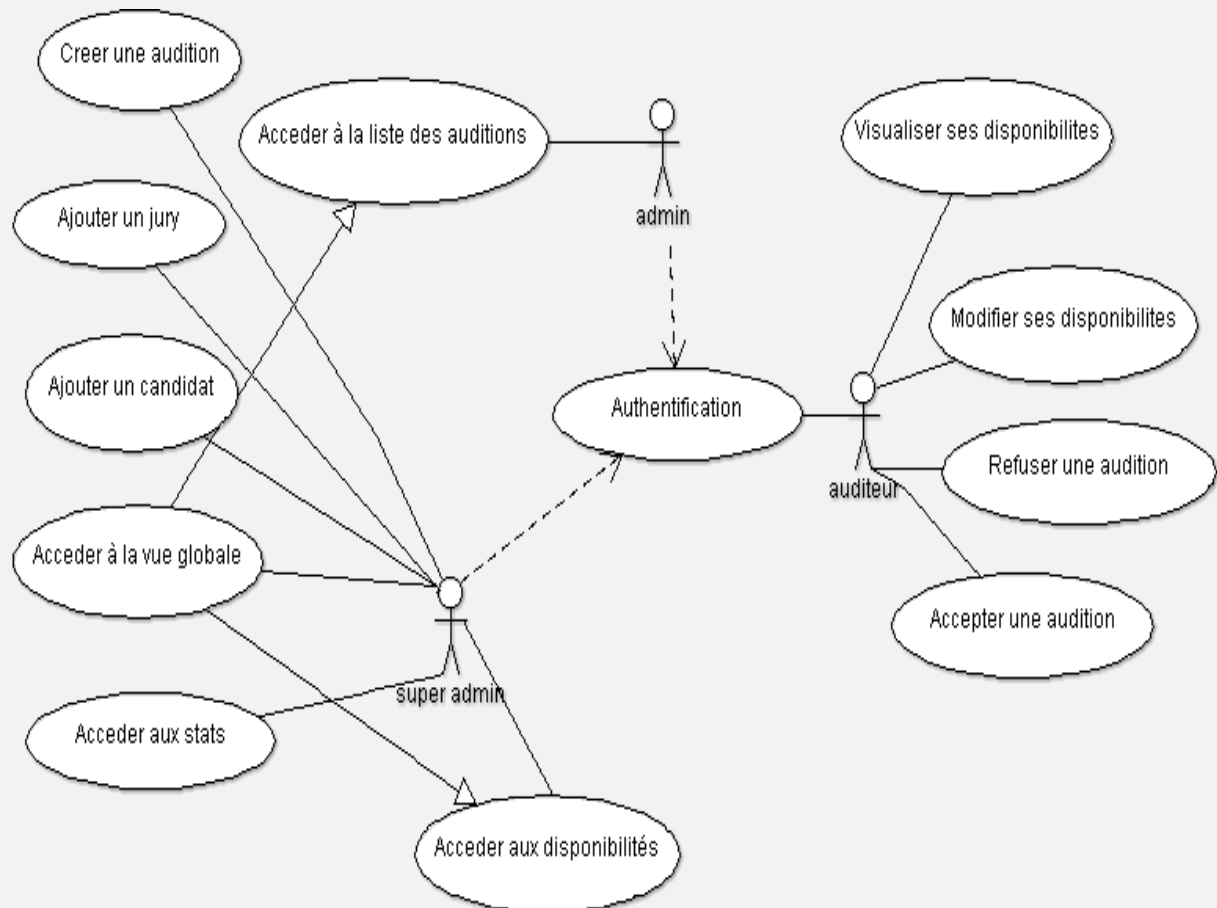 Creer une audition
Acceder à la liste des auditions
Visualiser ses disponibilites
Ajouter un jury
admin
Modifier ses disponibilites
Ajouter un candidat
Authentification
Refuser une audition
auditeur
Acceder à la vue globale
Accepter une audition
super admin
Acceder aux stats
Acceder aux disponibilités